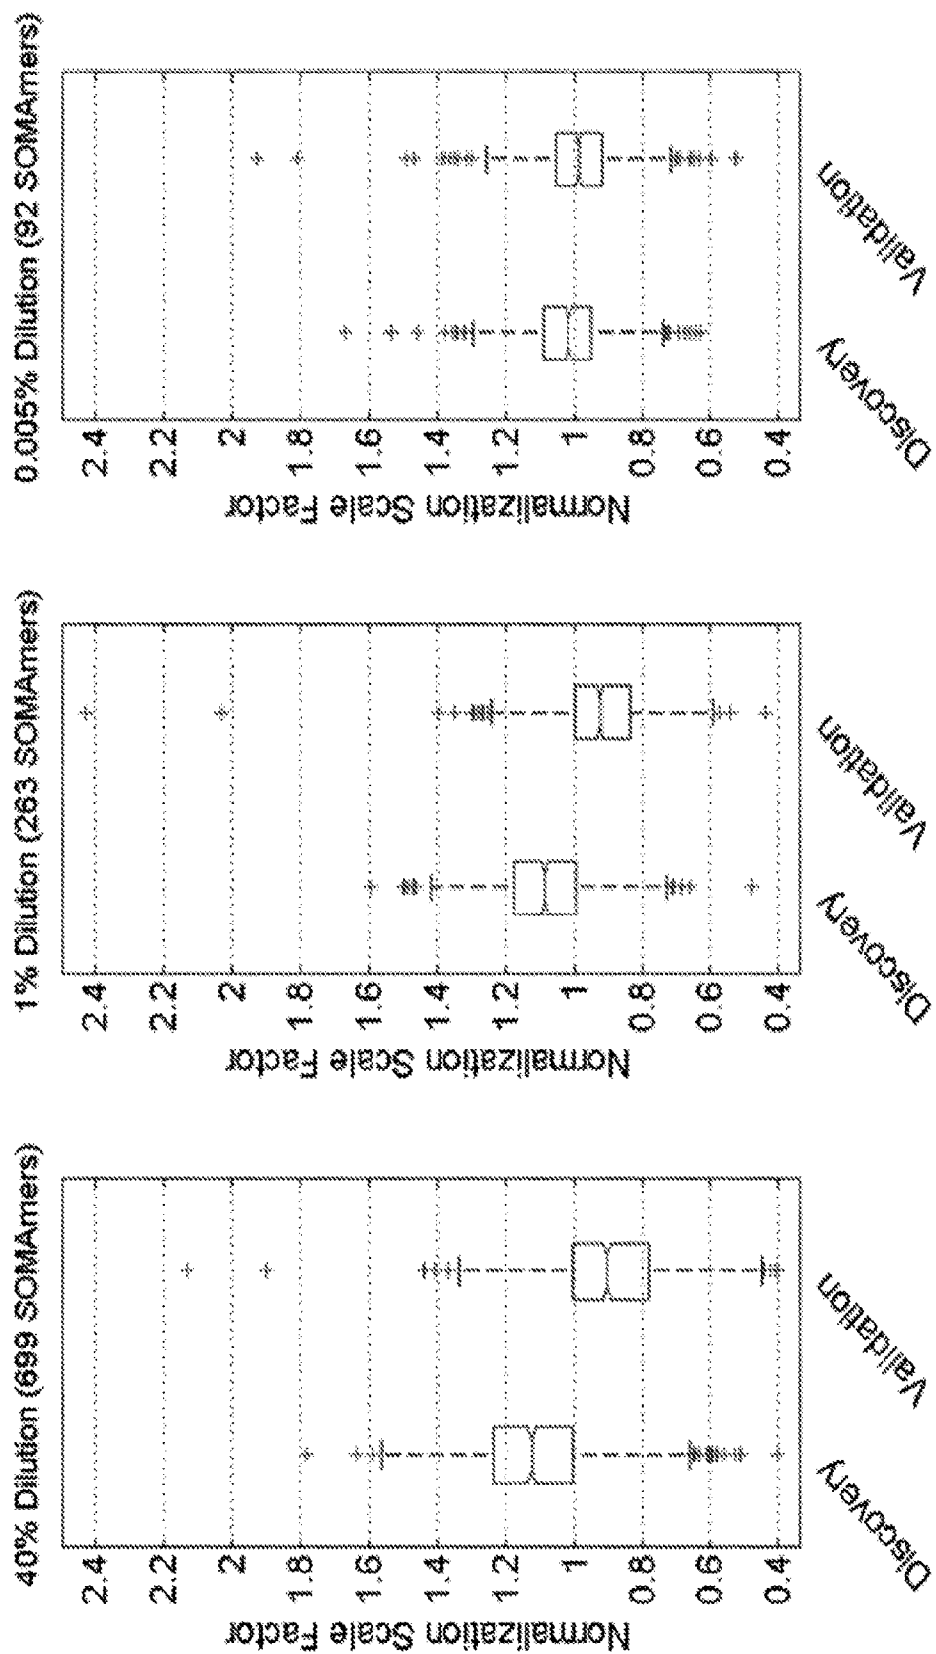 40% Dilution (699 SOMAmers)
Normalization Scale Factor
2.4
2.2
2
1.8
1.6
1.4
1.2
1
0.8
0.6
0.4
Discovery
Validation
1% Dilution (263 SOMAmers)
Normalization Scale Factor
2.4
2.2
2
1.8
1.6
1.4
1.2
1
0.8
0.6
0.4
Discovery
Validation
0.005% Dilution (92 SOMAmers)
Normalization Scale Factor
2.4
2.2
2
1.8
1.6
1.4
1.2
1
0.8
0.6
0.4
Discovery
Validation